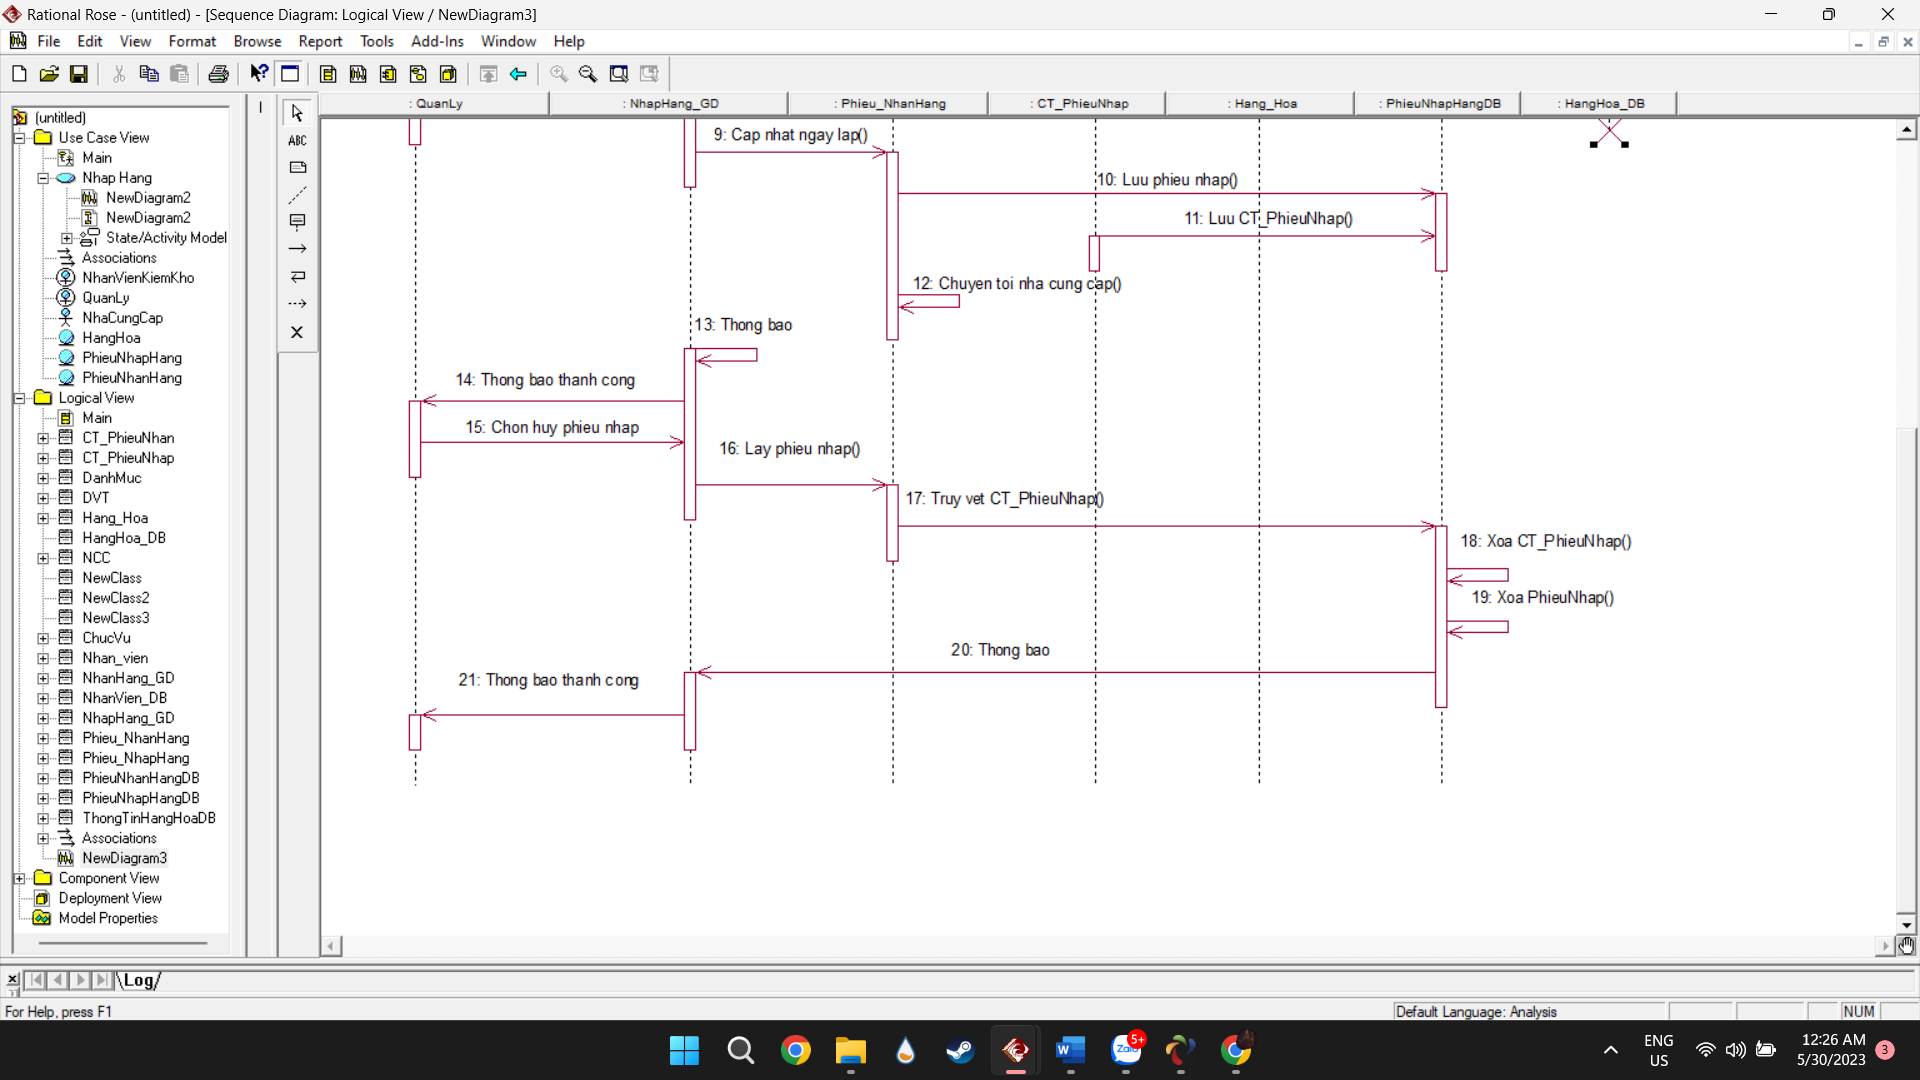 Rational Rose - (untitled) - [Sequence Diagram: Logical View / NewDiagram3]
File Edit View Format Browse Report Tools Add-Ins Window Help
ABC
(untitled)
Use Case View
Main
Nhap Hang
NewDiagram2
NewDiagram2
State/Activity Model
Associations
NhanVienKiemKho
QuanLy
NhaCungCap
HangHoa
PhieuNhapHang
PhieuNhanHang
Logical View
Main
CT_PhieuNhan
CT_PhieuNhap
DanhMuc
DVT
Hang_Hoa
HangHoa_DB
NCC
NewClass
NewClass2
NewClass3
ChucVu
Nhan_vien
NhanHang_GD
NhanVien_DB
NhapHang_GD
Phieu_NhanHang
Phieu_NhapHang
PhieuNhanHangDB
PhieuNhapHangDB
ThongTinHangHoaDB
Associations
NewDiagram3
Component View
Deployment View
Model Properties
: QuanLy : NhapHang_GD : Phieu_NhanHang : CT_PhieuNhap : Hang_Hoa : PhieuNhapHangDB : HangHoa_DB
9: Cap nhat ngay lap()
10: Luu phieu nhap()
11: Luu CT_PhieuNhap()
12: Chuyen toi nha cung cap()
13: Thong bao
14: Thong bao thanh cong
15: Chon huy phieu nhap
16: Lay phieu nhap()
17: Truy vet CT_PhieuNhap()
18: Xoa CT_PhieuNhap()
19: Xoa PhieuNhap()
20: Thong bao
21: Thong bao thanh cong
Log
For Help, press F1
Default Language: Analysis
NUM
W
Zalo
5+
ENG
US
12:26 AM
5/30/2023
3